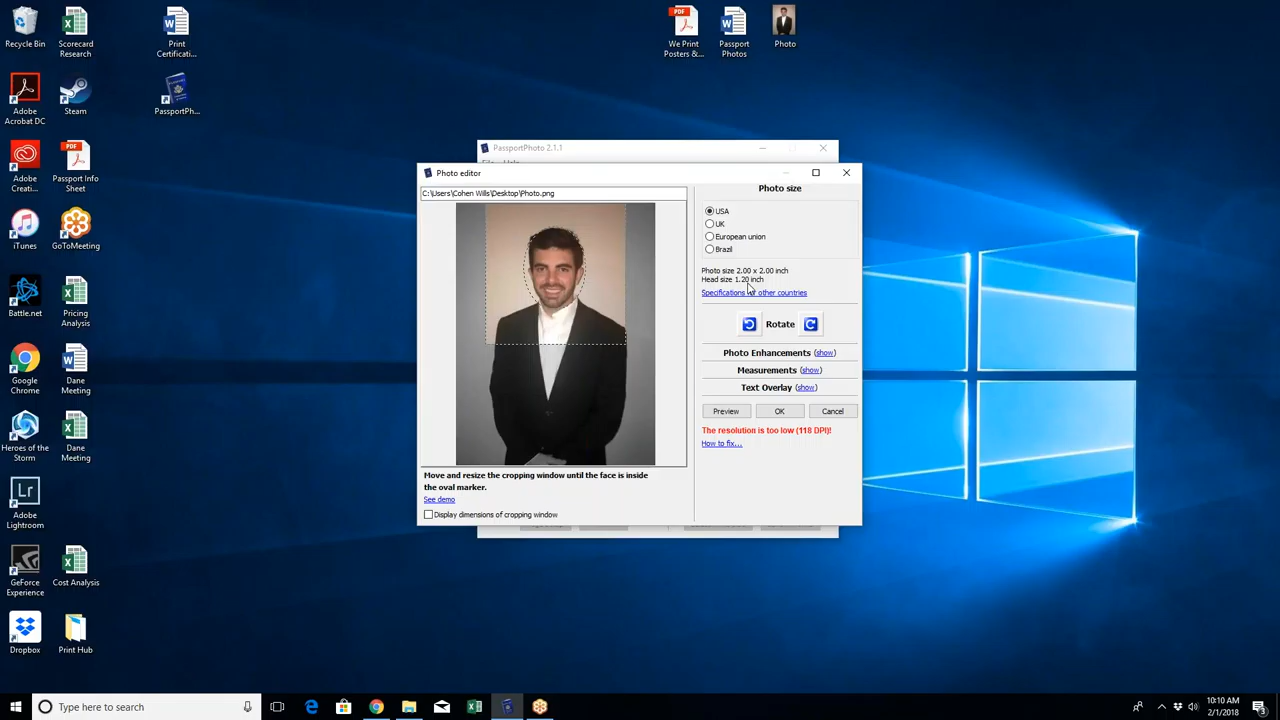 Recycle Bin
Scorecard
Research
Print
Certificati...
We Print
Posters &...
Passport
Photos
Photo
Adobe
Acrobat DC
Steam
PassportPh...
Adobe
Creati...
Passport Info
Sheet
iTunes
GoToMeeting
Battle.net
Pricing
Analysis
Google
Chrome
Dane
Meeting
Heroes of the
Storm
Dane
Meeting
Adobe
Lightroom
GeForce
Experience
Cost Analysis
Dropbox
Print Hub
PassportPhoto 2.1.1
Photo editor
C:\Users\Cohen Wills\Desktop\Photo.png
Move and resize the cropping window until the face is inside
the oval marker.
See demo
Display dimensions of cropping window
Photo size
USA
UK
European union
Brazil
Photo size 2.00 x 2.00 inch
Head size 1.20 inch
Specifications for other countries
Rotate
Photo Enhancements (show)
Measurements (show)
Text Overlay (show)
Preview
OK
Cancel
The resolution is too low (118 DPI)!
How to fix...
Type here to search
10:10 AM
2/1/2018